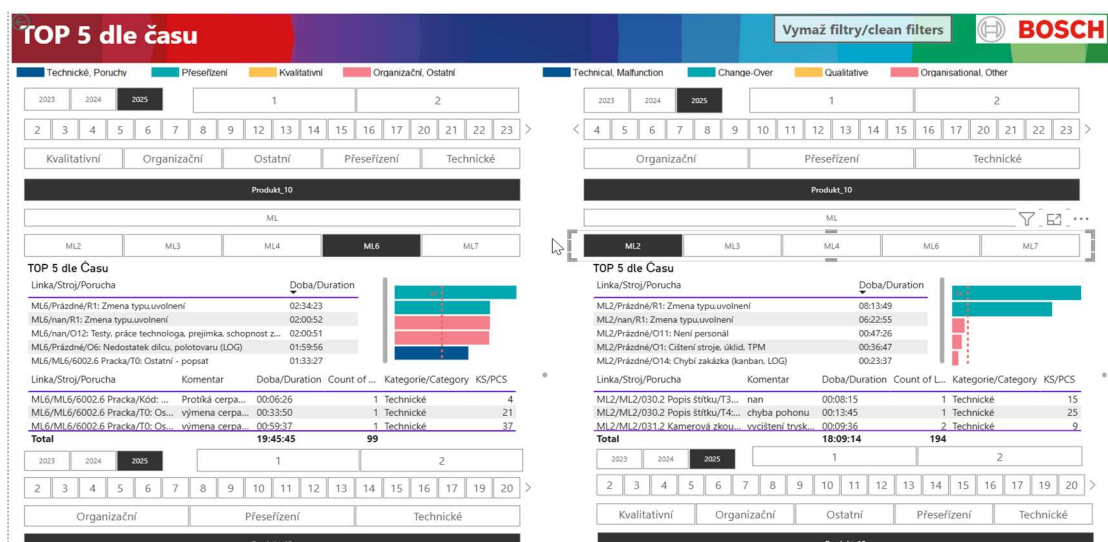 TOP 5 dle času
Vymaž filtry/clean filters
BOSCH
Technické, Poruchy Přeseřízení Kvalitativní Organizační, Ostatní
Technical, Malfunction Change-Over Qualitative Organisational, Other
2023 2024 2025 1 2
2 3 4 5 6 7 8 9 12 13 14 15 16 17 20 21 22 23
Kvalitativní Organizační Ostatní Přeseřízení Technické
Produkt_10
ML
ML2 ML3 ML4 ML6 ML7
TOP 5 dle Času
Linka/Stroj/Porucha Doba/Duration
ML6/Prázdné/R1: Zmena typu,uvolnení 02:34:23
ML6/nan/R1: Zmena typu,uvolnení 02:00:52
ML6/nan/O12: Testy, práce technologa, prejímka, schopnost z... 02:00:51
ML6/Prázdné/O6: Nedostatek dílcu, polotovaru (LOG) 01:59:56
ML6/ML6/6002.6 Pracka/T0: Ostatní - popsat 01:33:27
Linka/Stroj/Porucha Komentar Doba/Duration Count of ... Kategorie/Category KS/PCS
ML6/ML6/6002.6 Pracka/Kód: ... Protiká cerpa... 00:06:26 1 Technické 4
ML6/ML6/6002.6 Pracka/T0: Os... výmena cerpa... 00:33:50 1 Technické 21
ML6/ML6/6002.6 Pracka/T0: Os... výmena cerpa... 00:59:37 1 Technické 37
Total 19:45:45 99
2023 2024 2025 1 2
2 3 4 5 6 7 8 9 10 11 12 13 14 15 16 17 19 20
Organizační Přeseřízení Technické
2023 2024 2025 1 2
4 5 6 7 8 9 10 11 12 13 14 15 16 17 20 21 22 23
Organizační Přeseřízení Technické
Produkt_10
ML
ML2 ML3 ML4 ML6 ML7
TOP 5 dle Času
Linka/Stroj/Porucha Doba/Duration
ML2/Prázdné/R1: Zmena typu,uvolnení 08:13:49
ML2/nan/R1: Zmena typu,uvolnení 06:22:55
ML2/Prázdné/O11: Není personál 00:47:26
ML2/Prázdné/O1: Cištení stroje, úklid, TPM 00:36:47
ML2/Prázdné/O14: Chybí zakázka (kanban, LOG) 00:23:37
Linka/Stroj/Porucha Komentar Doba/Duration Count of L... Kategorie/Category KS/PCS
ML2/ML2/030.2 Popis štítku/T3... nan 00:08:15 1 Technické 15
ML2/ML2/030.2 Popis štítku/T4:... chyba pohonu 00:13:45 1 Technické 25
ML2/ML2/031.2 Kamerová zkou... vycištení trysk... 00:09:36 2 Technické 9
Total 18:09:14 194
2023 2024 2025 1 2
2 3 4 5 6 7 8 9 10 11 12 13 14 15 16 17 19 20
Kvalitativní Organizační Ostatní Přeseřízení Technické